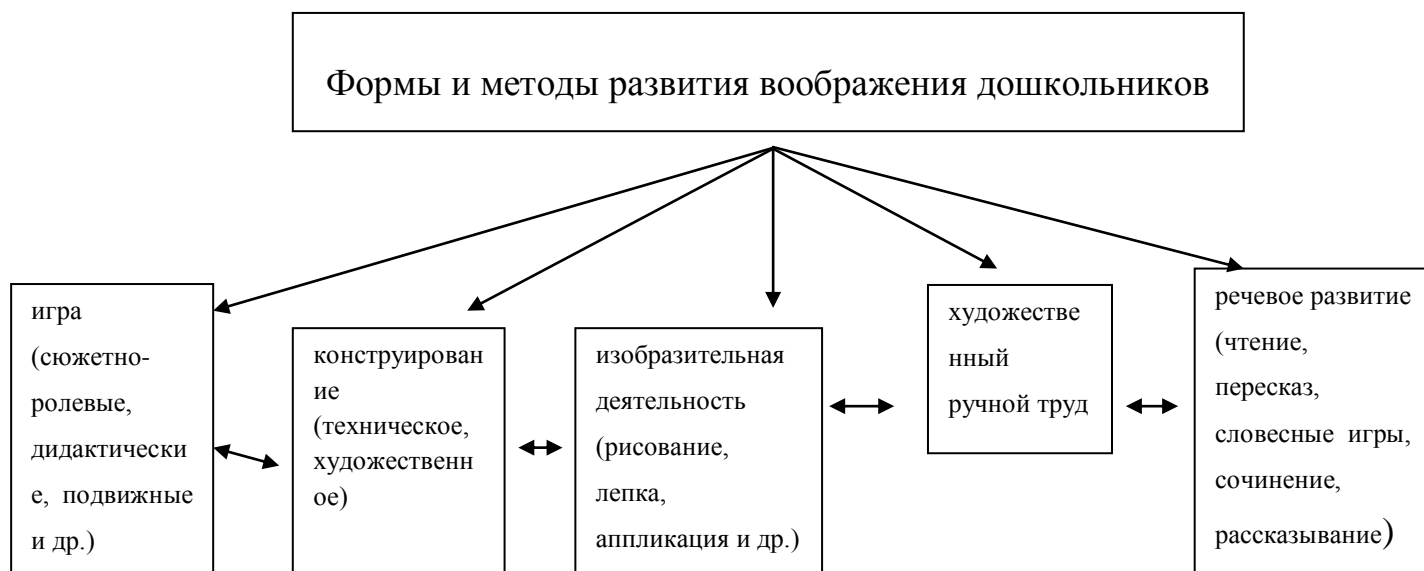 Формы и методы развития воображения дошкольников
игра
(сюжетно-
ролевые,
дидактически
е, подвижные
и др.)
конструирован
ие
(техническое,
художественн
ое)
изобразительная
деятельность
(рисование,
лепка,
аппликация и др.)
художестве
нный
ручной труд
речевое развитие
(чтение,
пересказ,
словесные игры,
сочинение,
рассказывание)